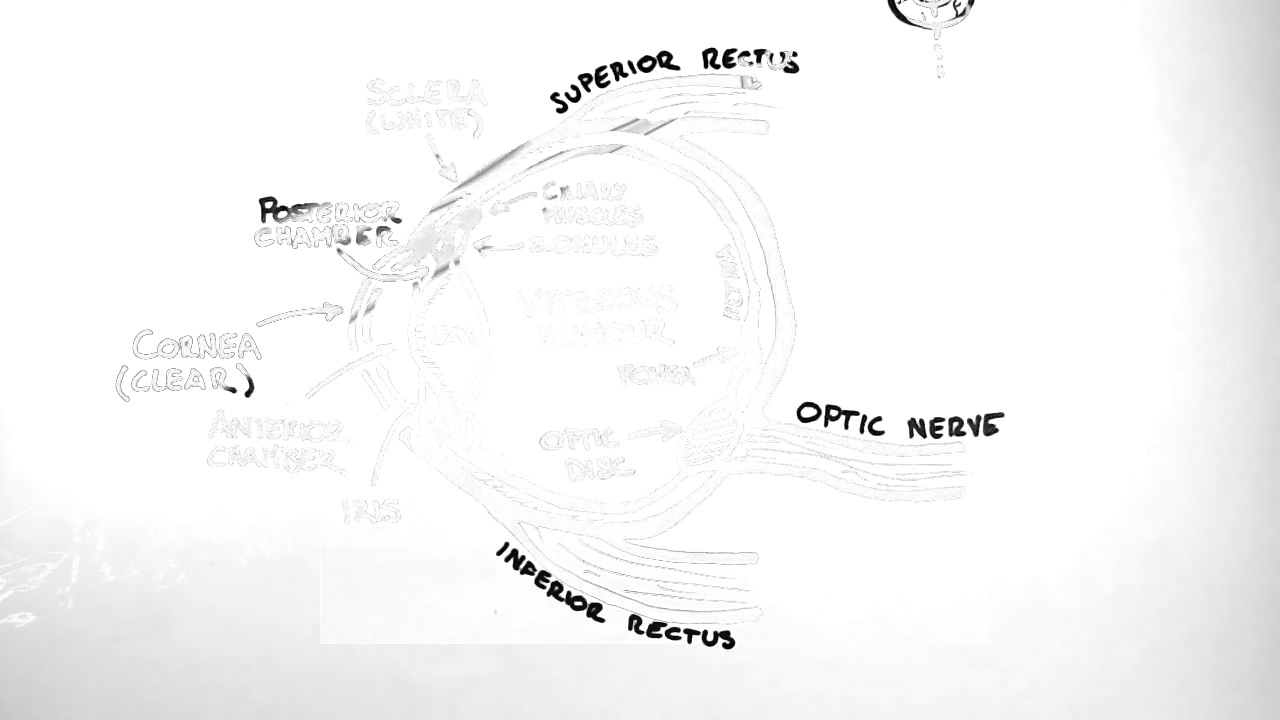 SUPERIOR RECTUS
SCLERA
(WHITE)
CILIARY
MUSCLES
POSTERIOR
CHAMBER
ZONULES
RETINA
VITREOUS
HUMOUR
LENS
CORNEA
(CLEAR)
FOVEA
ANTERIOR
CHAMBER
OPTIC
DISC
OPTIC NERVE
IRIS
INFERIOR RECTUS